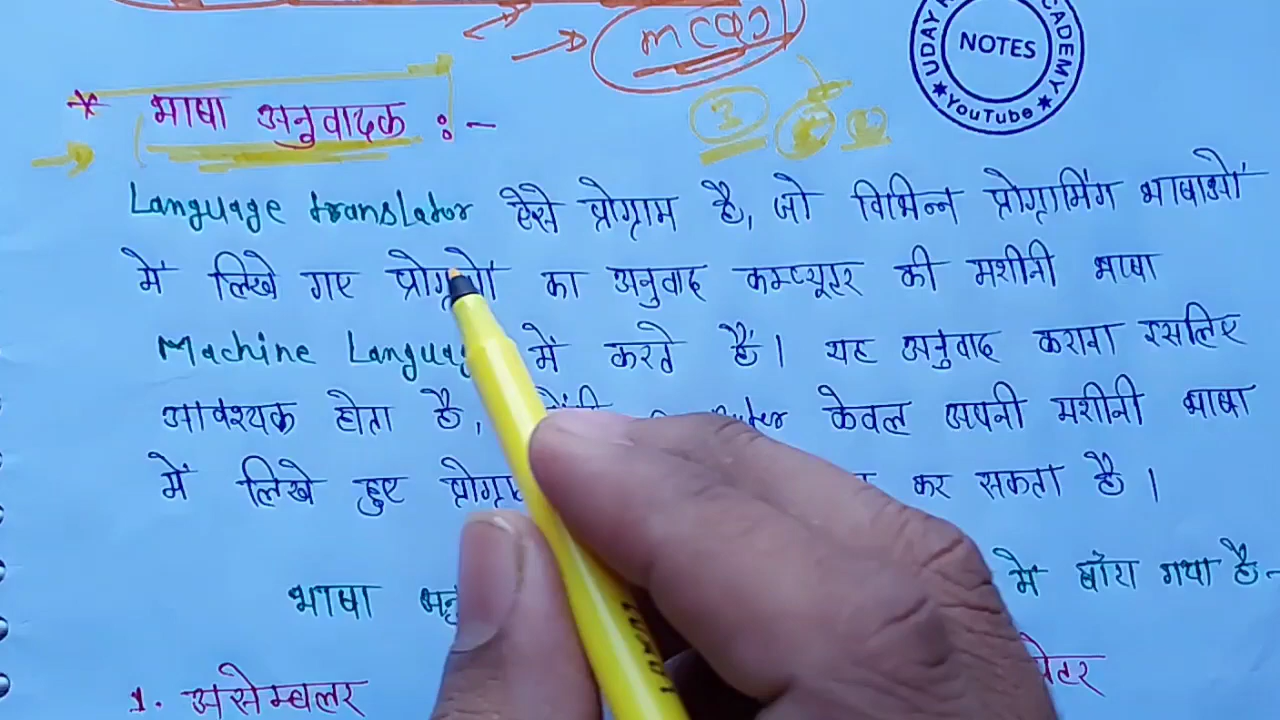 MCQs
UDAY ACADEMY
NOTES
★ YouTube ★
* भाषा अनुवादक :-
Language translator ऐसे प्रोग्राम है, जो विभिन्न प्रोग्रामिंग भाषाओं
में लिखे गए का अनुवाद कम्प्यूटर की मशीनी भाषा
Machine Language में करते हैं। यह अनुवाद कराना इसलिए
आवश्यक होता है, केवल अपनी मशीनी भाषा
में लिखे हुए कर सकता है।
भाषा में बाँटा गया है-
1. असेम्बलर